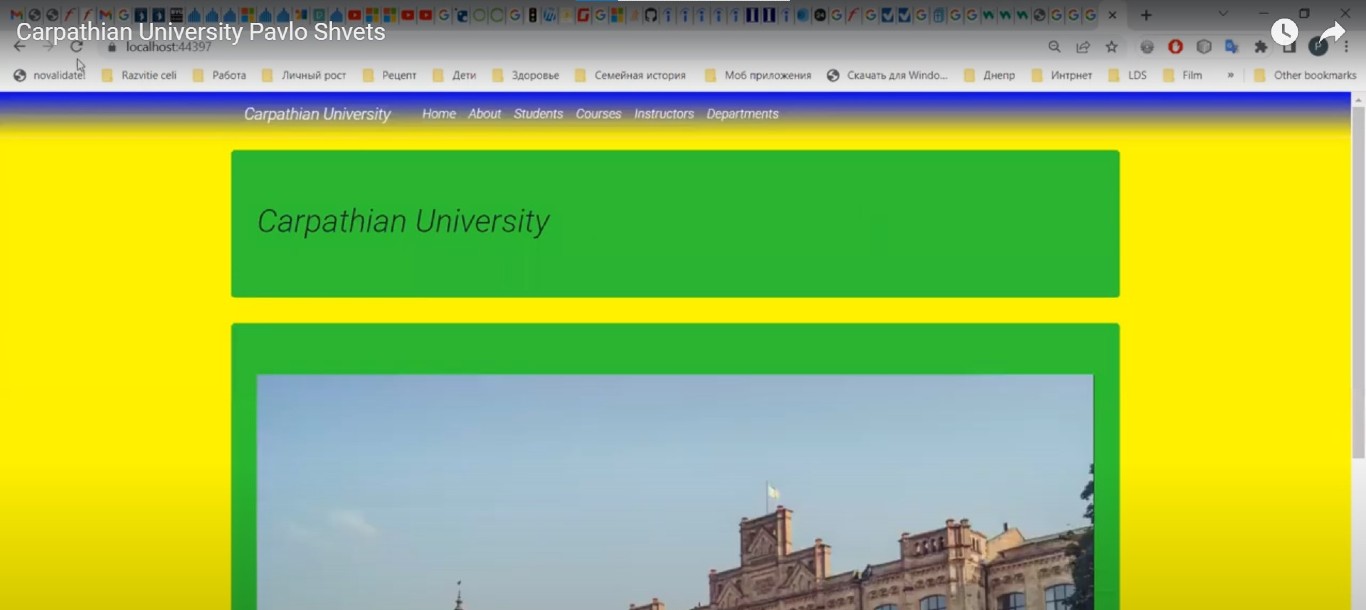 Carpathian University Pavlo Shvets
localhost:44397
novalidate! Razvitie celi Работа Личный рост Рецепт Дети Здоровье Семейная история Моб приложения Скачать для Windo... Днепр Интрнет LDS Film » Other bookmarks
Carpathian University Home About Students Courses Instructors Departments
Carpathian University